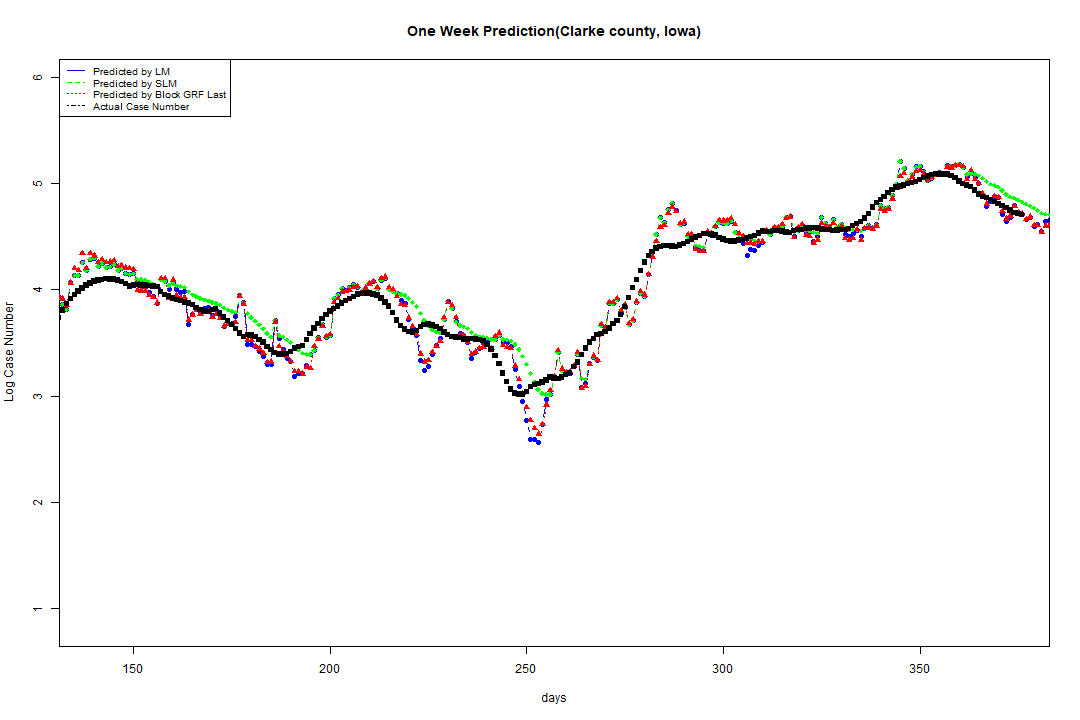 One Week Prediction(Clarke county, Iowa)
Predicted by LM
Predicted by SLM
Predicted by Block GRF Last
Actual Case Number
6
5
4
3
2
1
Log Case Number
150 200 250 300 350
days